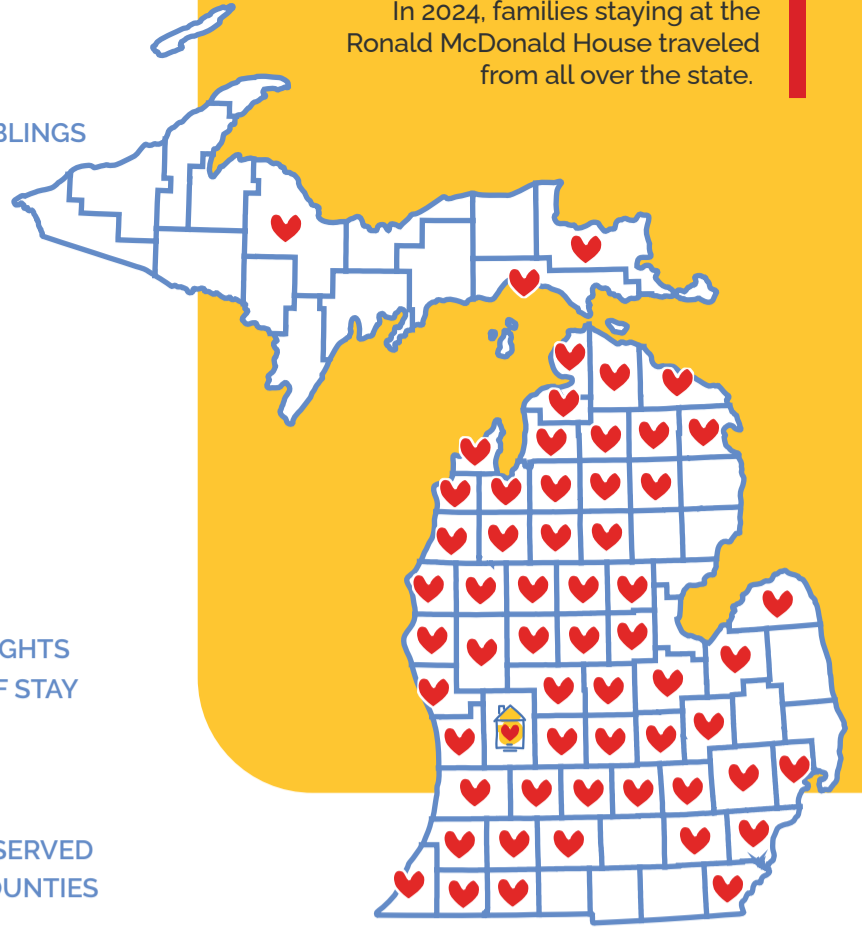 In 2024, families staying at the
Ronald McDonald House traveled
from all over the state.
BLINGS
GHTS
F STAY
SERVED
OUNTIES